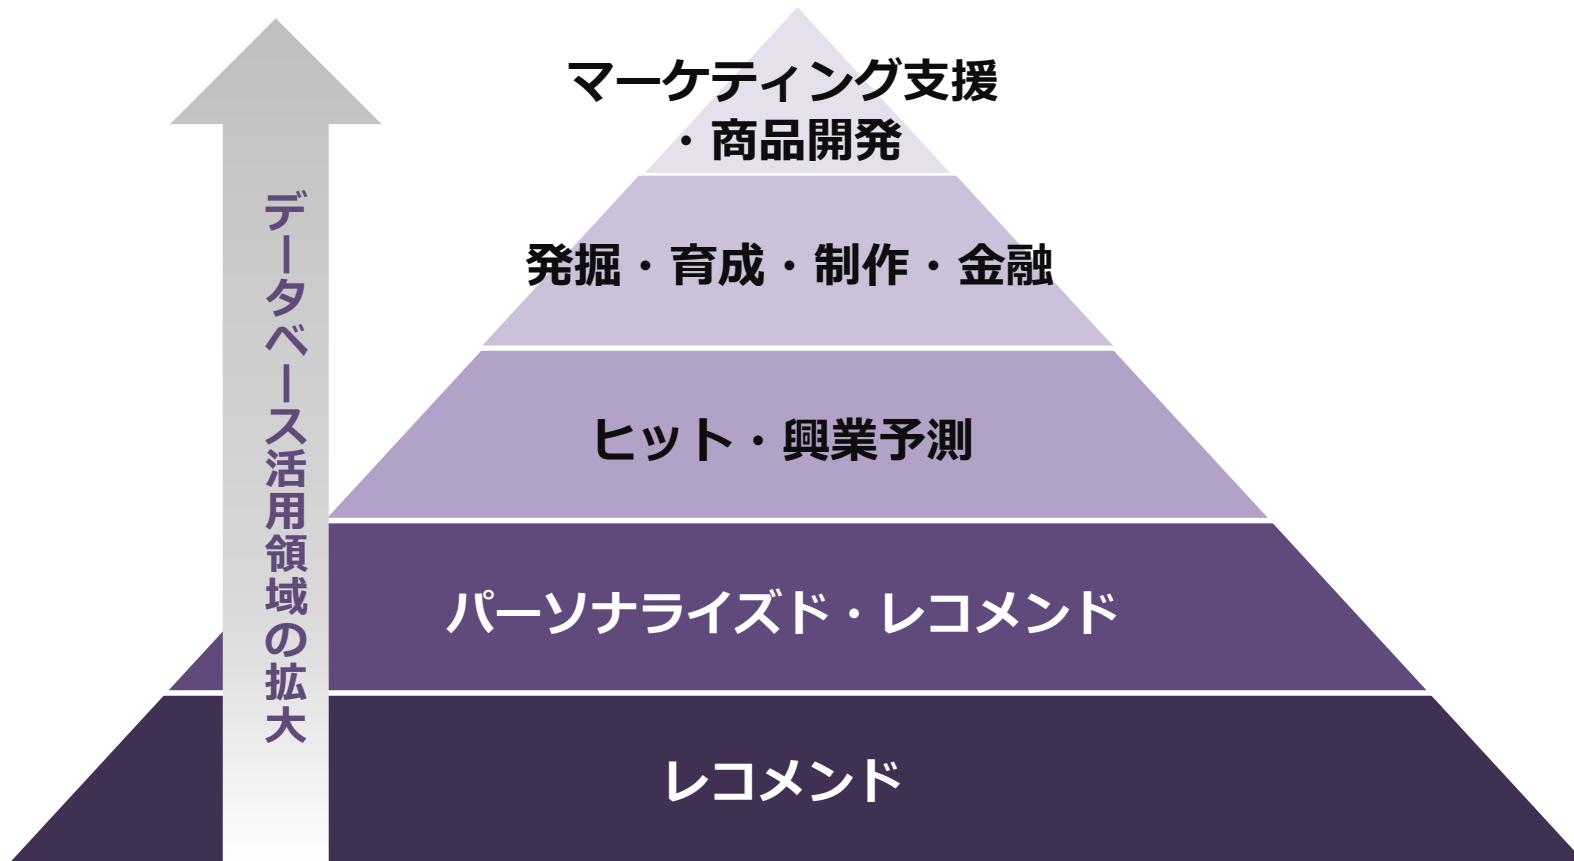 マーケティング支援
・商品開発
発掘・育成・制作・金融
ヒット・興業予測
パーソナライズド・レコメンド
レコメンド
データベース活用領域の拡大